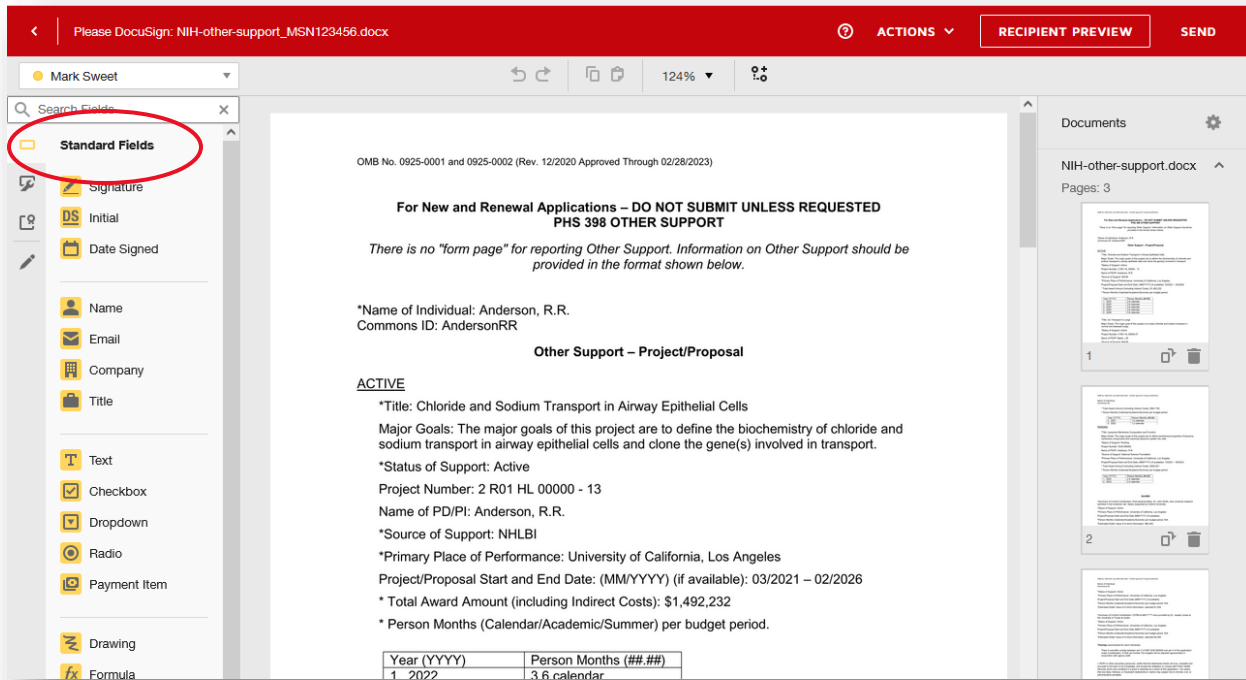 Please DocuSign: NIH-other-support_MSN123456.docx
ACTIONS
RECIPIENT PREVIEW
SEND
Mark Sweet
124%
Search Fields
Standard Fields
Signature
DS Initial
Date Signed
Name
Email
Company
Title
T Text
Checkbox
Dropdown
Radio
Payment Item
Drawing
fx Formula
OMB No. 0925-0001 and 0925-0002 (Rev. 12/2020 Approved Through 02/28/2023)
For New and Renewal Applications – DO NOT SUBMIT UNLESS REQUESTED
PHS 398 OTHER SUPPORT
There is no "form page" for reporting Other Support. Information on Other Support should be
provided in the format shown below.
*Name of Individual: Anderson, R.R.
Commons ID: AndersonRR
Other Support – Project/Proposal
ACTIVE
*Title: Chloride and Sodium Transport in Airway Epithelial Cells
Major Goals: The major goals of this project are to define the biochemistry of chloride and
sodium transport in airway epithelial cells and clone the gene(s) involved in transport.
*Status of Support: Active
Project Number: 2 R01 HL 00000 - 13
Name of PD/PI: Anderson, R.R.
*Source of Support: NHLBI
*Primary Place of Performance: University of California, Los Angeles
Project/Proposal Start and End Date: (MM/YYYY) (if available): 03/2021 – 02/2026
* Total Award Amount (including Indirect Costs): $1,492,232
* Person Months (Calendar/Academic/Summer) per budget period.
Year (YYYY) Person Months (##.##)
1. 2022 3.6 calendar
Documents
NIH-other-support.docx
Pages: 3
1
2